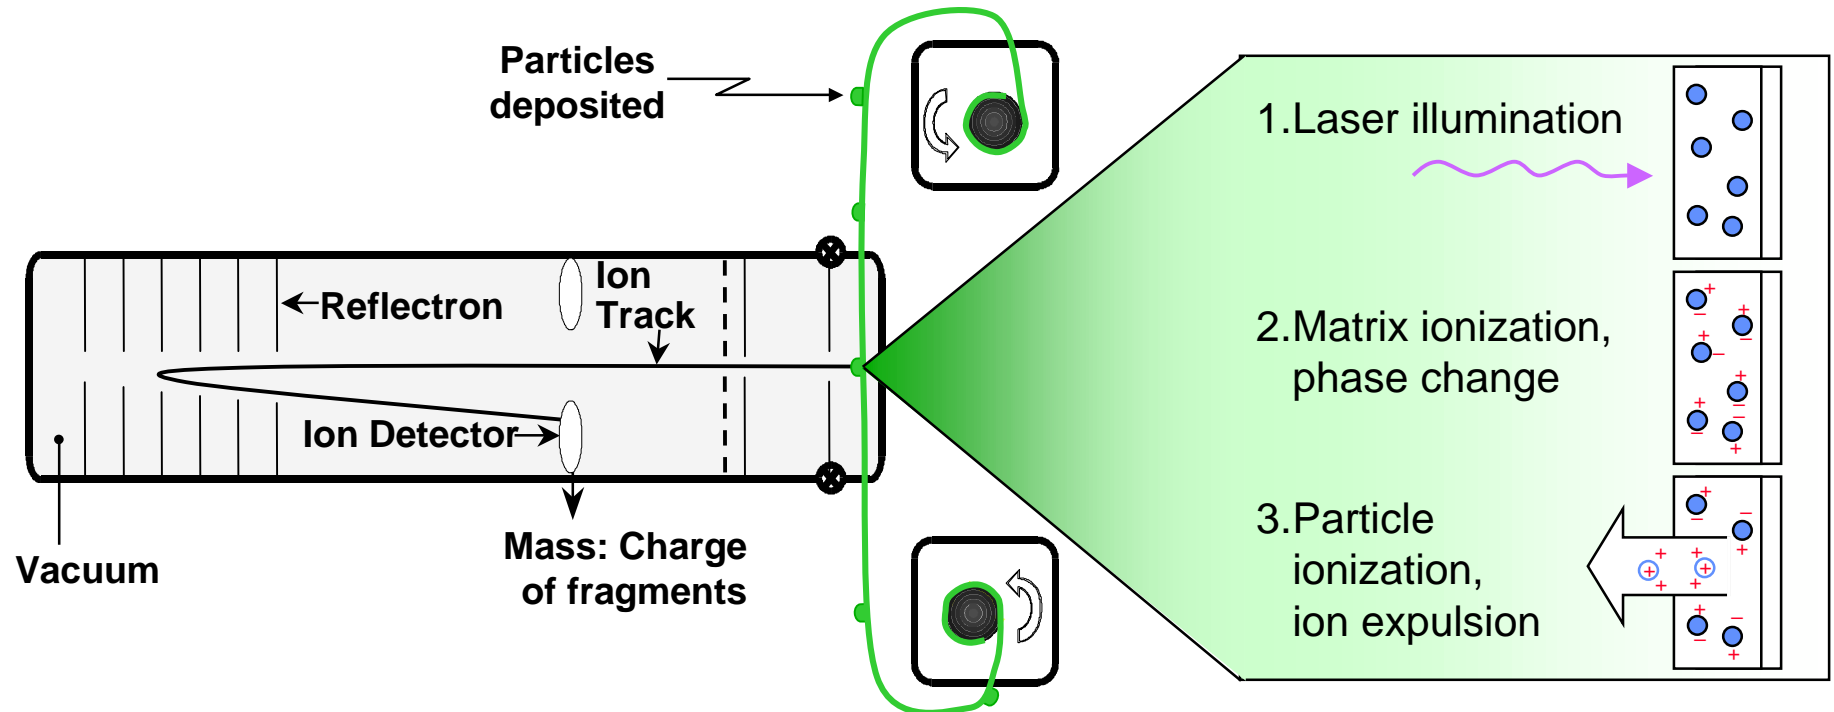 Particles
deposited
Ion
Track
Reflectron
Ion Detector
Vacuum
Mass: Charge
of fragments
1.Laser illumination
2.Matrix ionization,
phase change
3.Particle
ionization,
ion expulsion